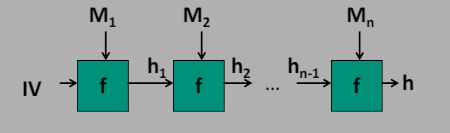 M₁ M₂ Mₙ
IV f h₁ f h₂ ... hₙ₋₁ f h